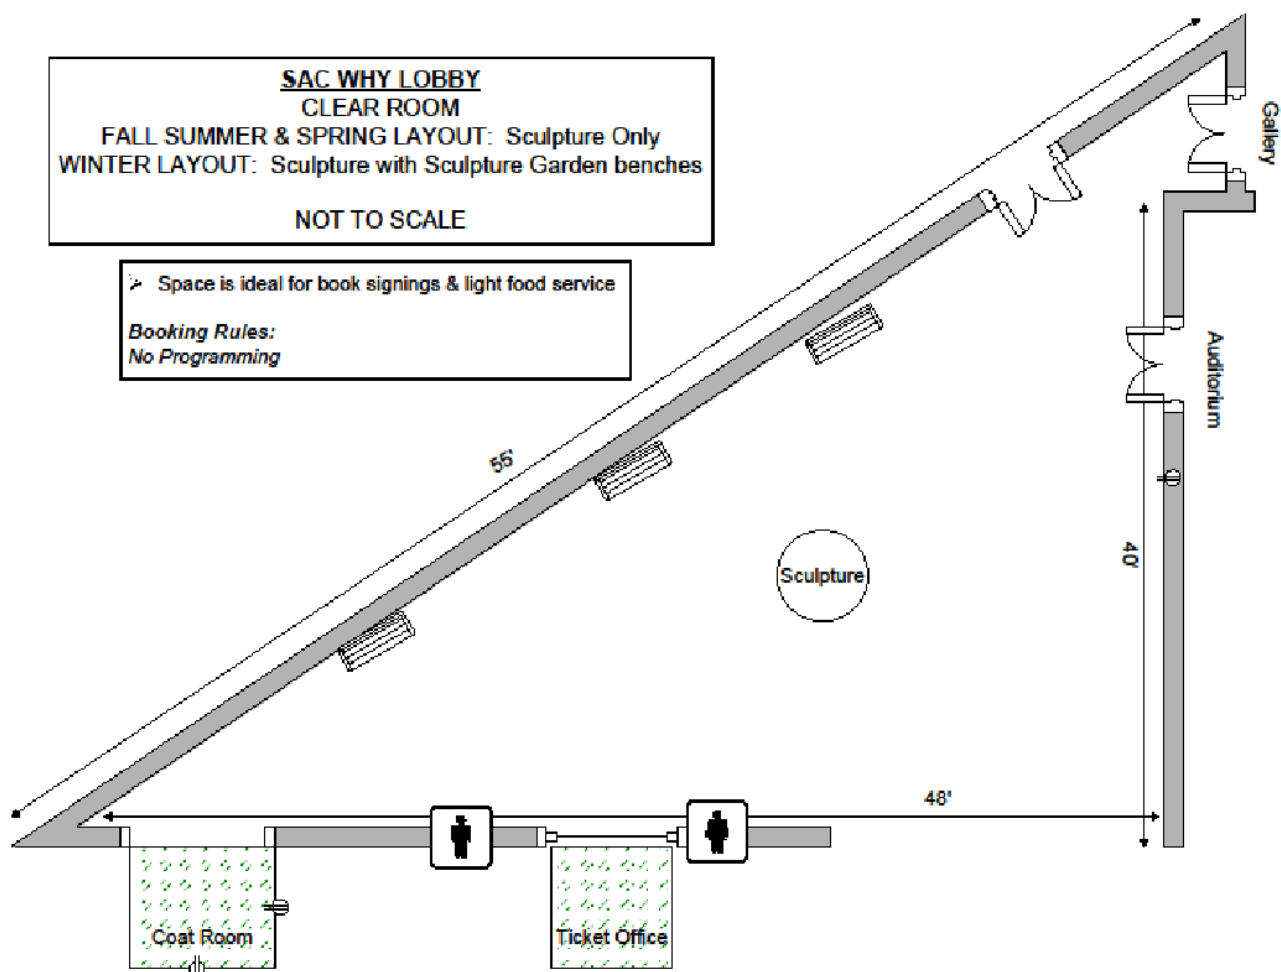 SAC WHY LOBBY
CLEAR ROOM
FALL SUMMER & SPRING LAYOUT: Sculpture Only
WINTER LAYOUT: Sculpture with Sculpture Garden benches
NOT TO SCALE
Space is ideal for book signings & light food service
Booking Rules:
No Programming
Gallery
Auditorium
55'
40'
Sculpture
48'
Coat Room
Ticket Office